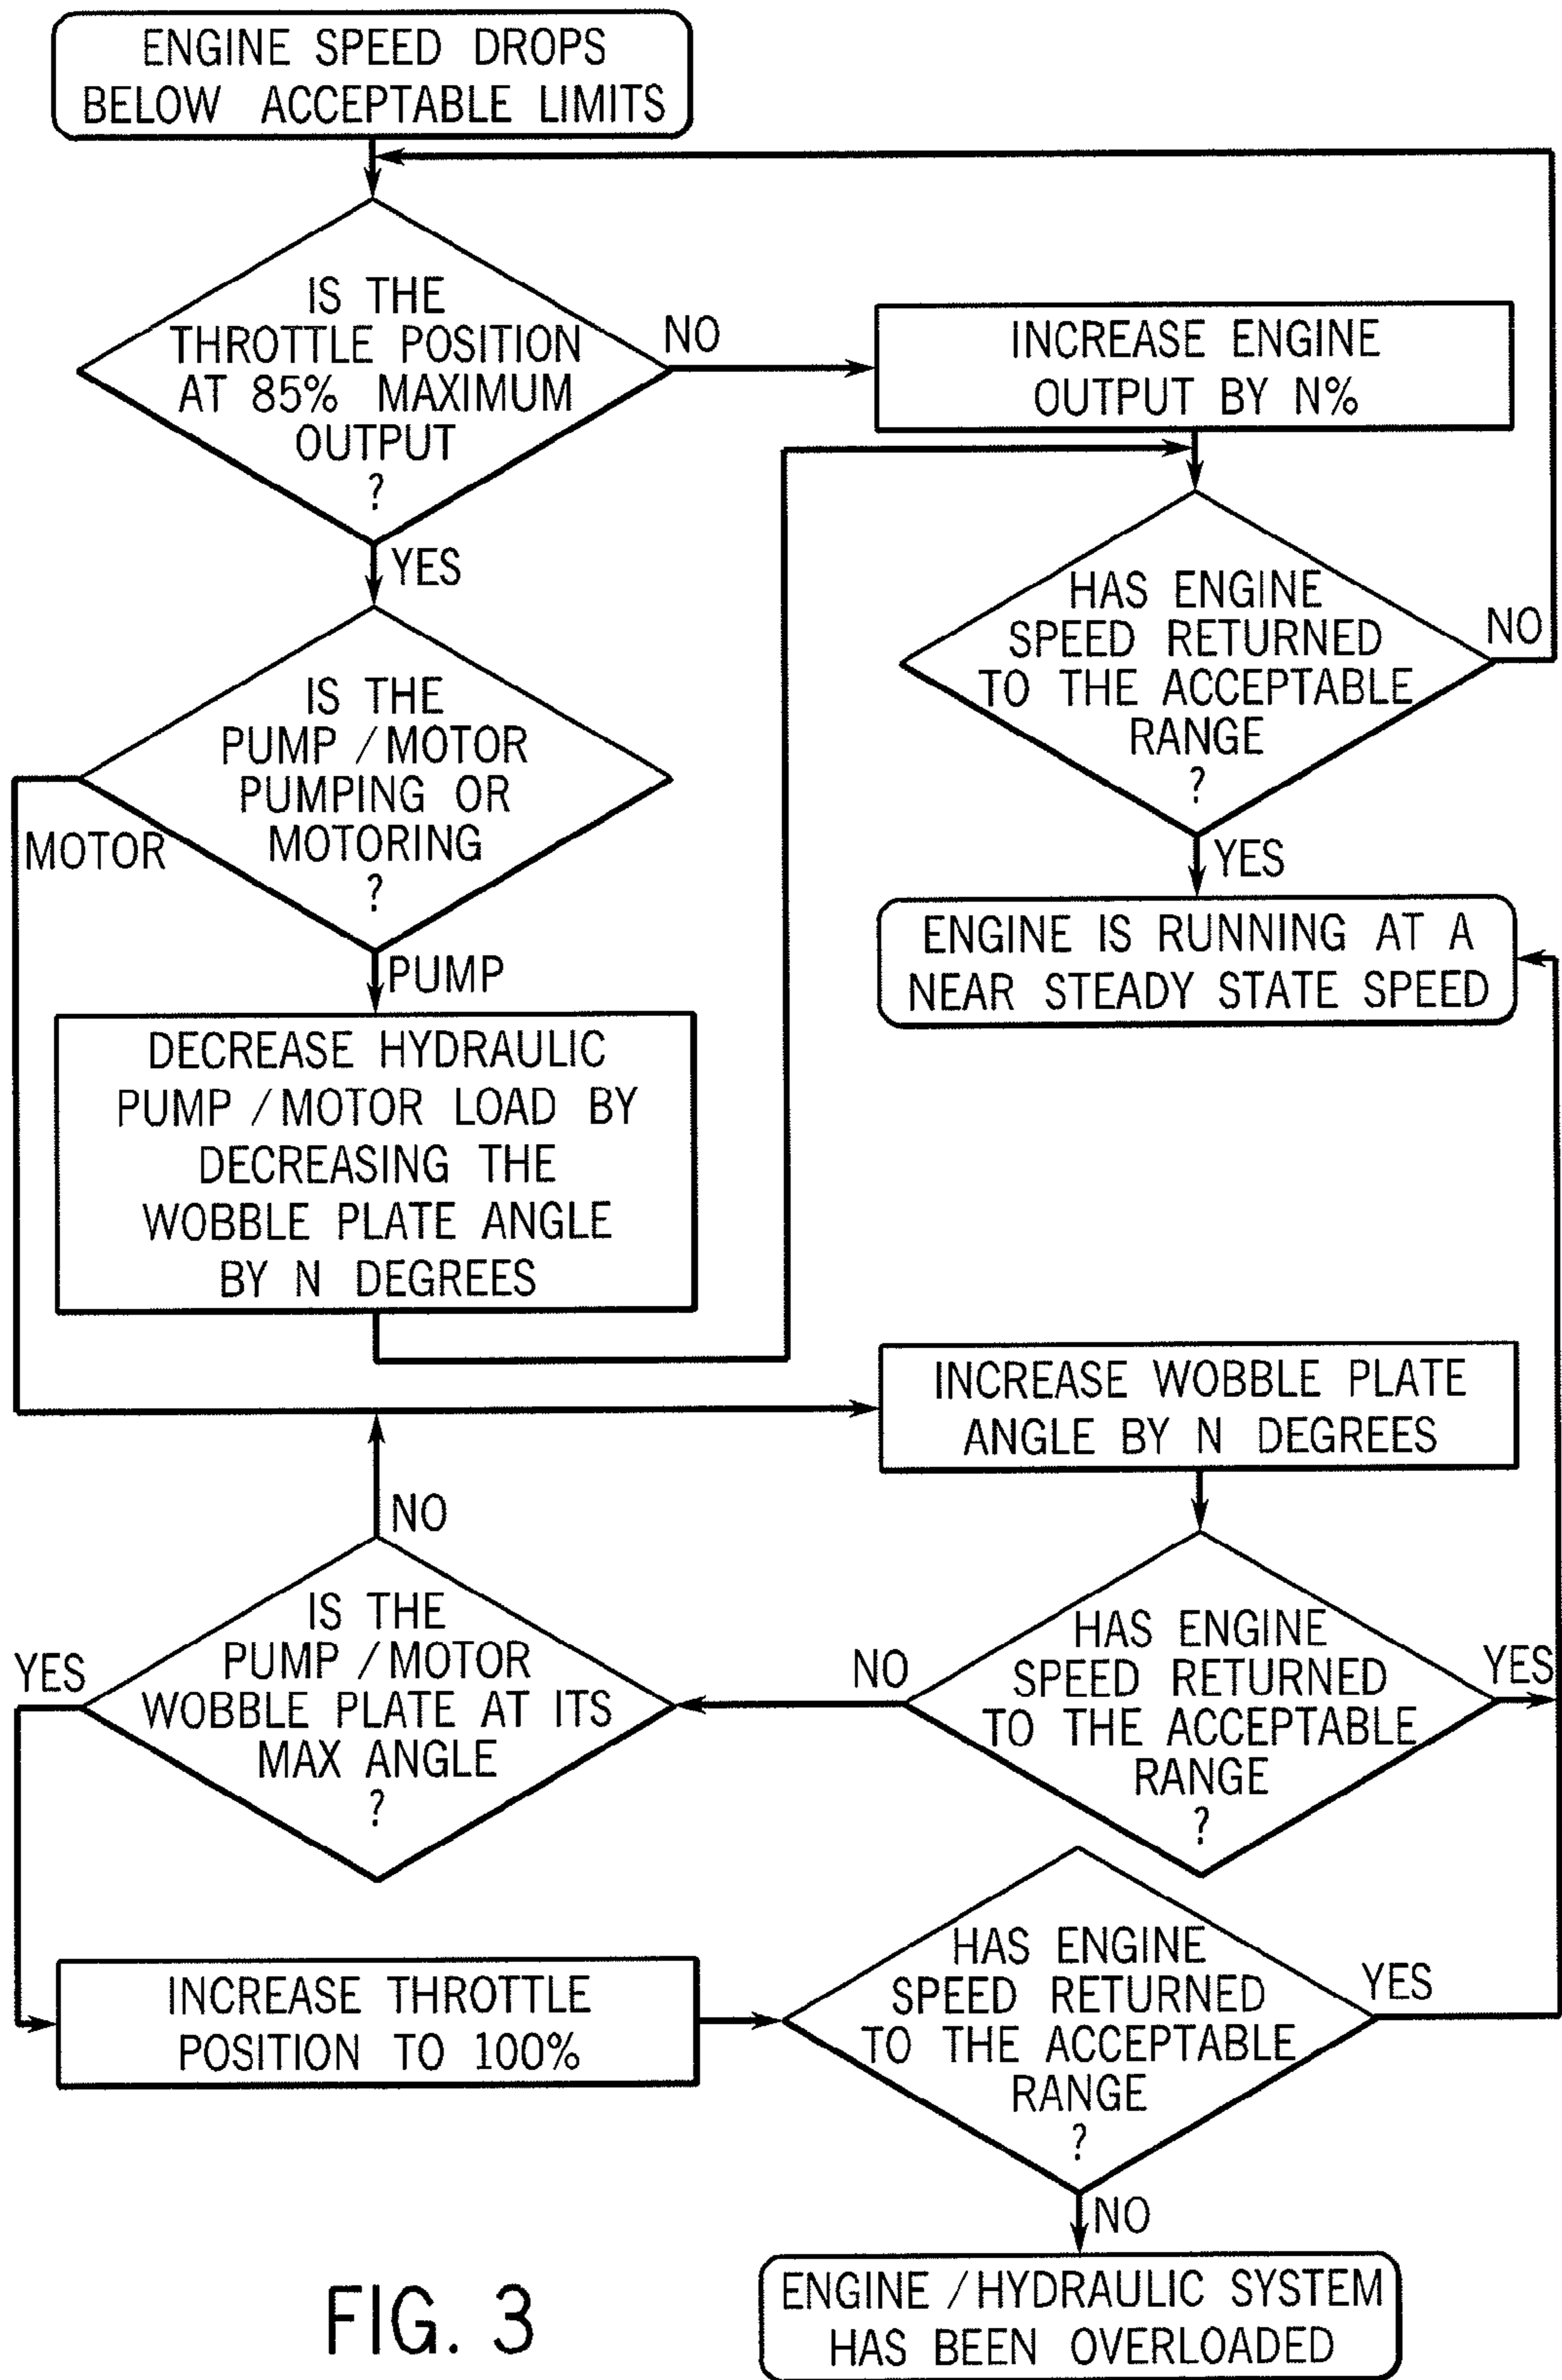 ENGINE SPEED DROPS
BELOW ACCEPTABLE LIMITS
IS THE
THROTTLE POSITION
AT 85% MAXIMUM
OUTPUT
?
NO
INCREASE ENGINE
OUTPUT BY N%
YES
HAS ENGINE
SPEED RETURNED
TO THE ACCEPTABLE
RANGE
?
NO
YES
ENGINE IS RUNNING AT A
NEAR STEADY STATE SPEED
IS THE
PUMP / MOTOR
PUMPING OR
MOTORING
?
MOTOR
PUMP
DECREASE HYDRAULIC
PUMP / MOTOR LOAD BY
DECREASING THE
WOBBLE PLATE ANGLE
BY N DEGREES
INCREASE WOBBLE PLATE
ANGLE BY N DEGREES
NO
IS THE
PUMP / MOTOR
WOBBLE PLATE AT ITS
MAX ANGLE
?
YES
NO
HAS ENGINE
SPEED RETURNED
TO THE ACCEPTABLE
RANGE
?
YES
INCREASE THROTTLE
POSITION TO 100%
HAS ENGINE
SPEED RETURNED
TO THE ACCEPTABLE
RANGE
?
YES
NO
ENGINE / HYDRAULIC SYSTEM
HAS BEEN OVERLOADED
FIG. 3